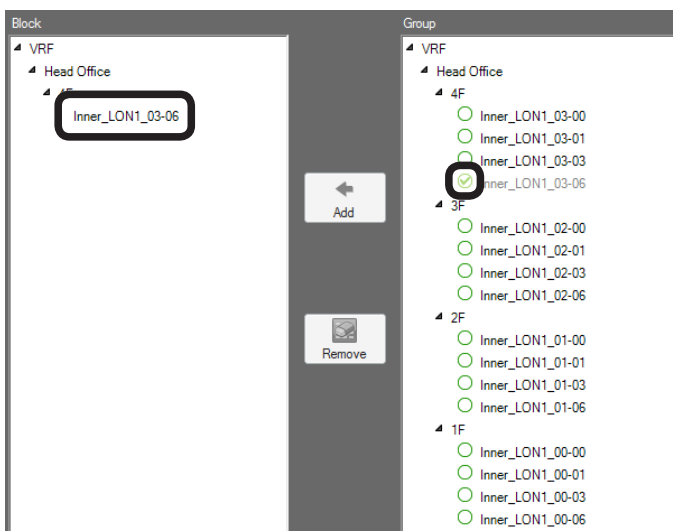 Block
VRF
Head Office
Inner_LON1_03-06
Add
Remove
Group
VRF
Head Office
4F
Inner_LON1_03-00
Inner_LON1_03-01
Inner_LON1_03-03
Inner_LON1_03-06
3F
Inner_LON1_02-00
Inner_LON1_02-01
Inner_LON1_02-03
Inner_LON1_02-06
2F
Inner_LON1_01-00
Inner_LON1_01-01
Inner_LON1_01-03
Inner_LON1_01-06
1F
Inner_LON1_00-00
Inner_LON1_00-01
Inner_LON1_00-03
Inner_LON1_00-06